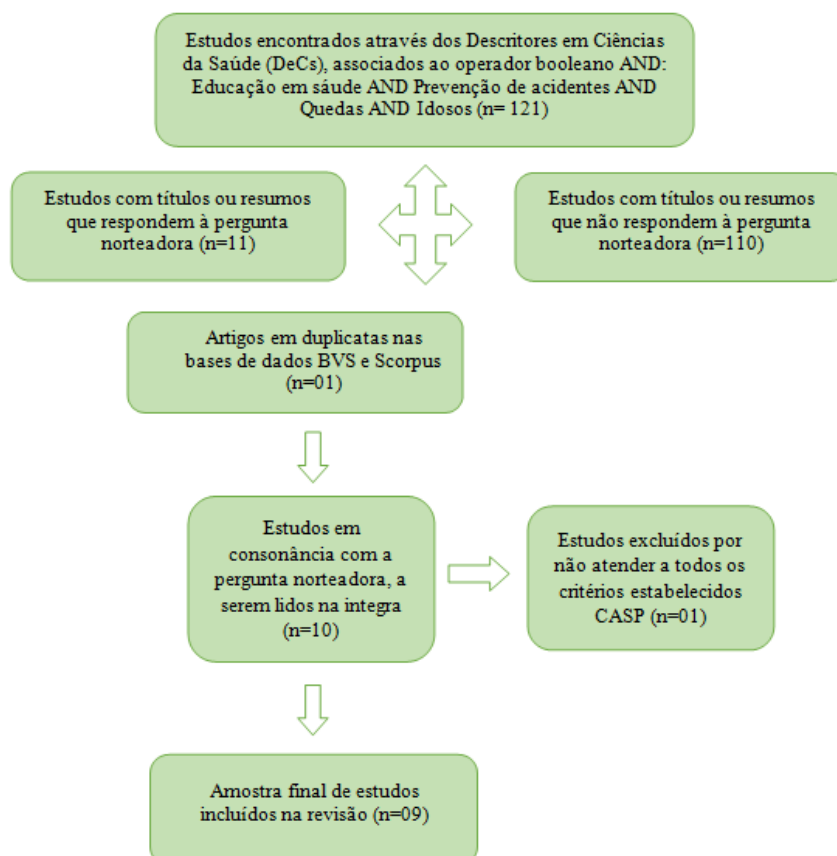 Estudos encontrados através dos Descritores em Ciências
da Saúde (DeCs), associados ao operador booleano AND:
Educação em sáude AND Prevenção de acidentes AND
Quedas AND Idosos (n= 121)
Estudos com títulos ou resumos
que respondem à pergunta
norteadora (n=11)
Estudos com títulos ou resumos
que não respondem à pergunta
norteadora (n=110)
Artigos em duplicatas nas
bases de dados BVS e Scorpus
(n=01)
Estudos em
consonância com a
pergunta norteadora, a
serem lidos na integra
(n=10)
Estudos excluídos por
não atender a todos os
critérios estabelecidos
CASP (n=01)
Amostra final de estudos
incluídos na revisão (n=09)